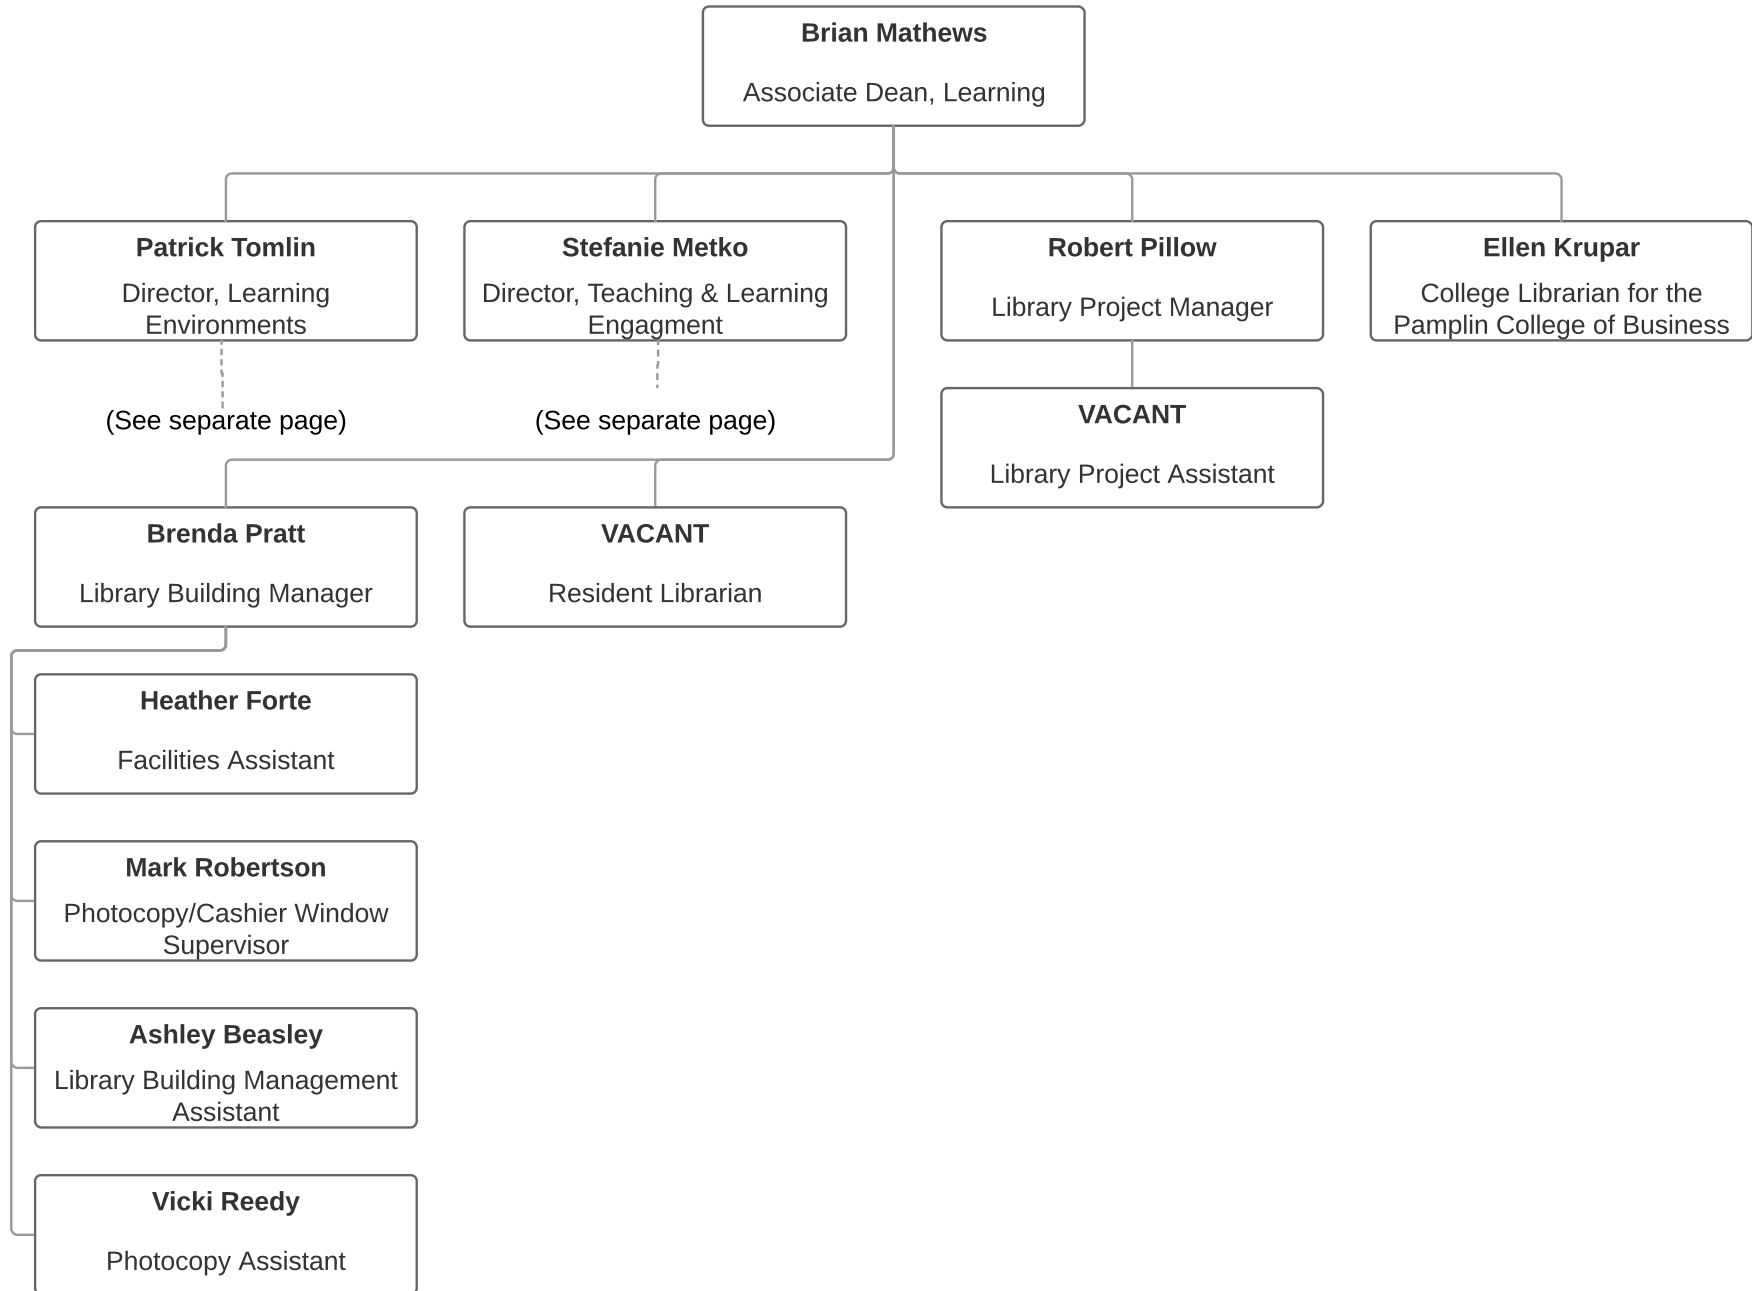 Brian Mathews
Associate Dean, Learning
Patrick Tomlin
Director, Learning
Environments
Stefanie Metko
Director, Teaching & Learning
Engagment
Robert Pillow
Library Project Manager
Ellen Krupar
College Librarian for the
Pamplin College of Business
(See separate page)
(See separate page)
VACANT
Library Project Assistant
Brenda Pratt
Library Building Manager
VACANT
Resident Librarian
Heather Forte
Facilities Assistant
Mark Robertson
Photocopy/Cashier Window
Supervisor
Ashley Beasley
Library Building Management
Assistant
Vicki Reedy
Photocopy Assistant